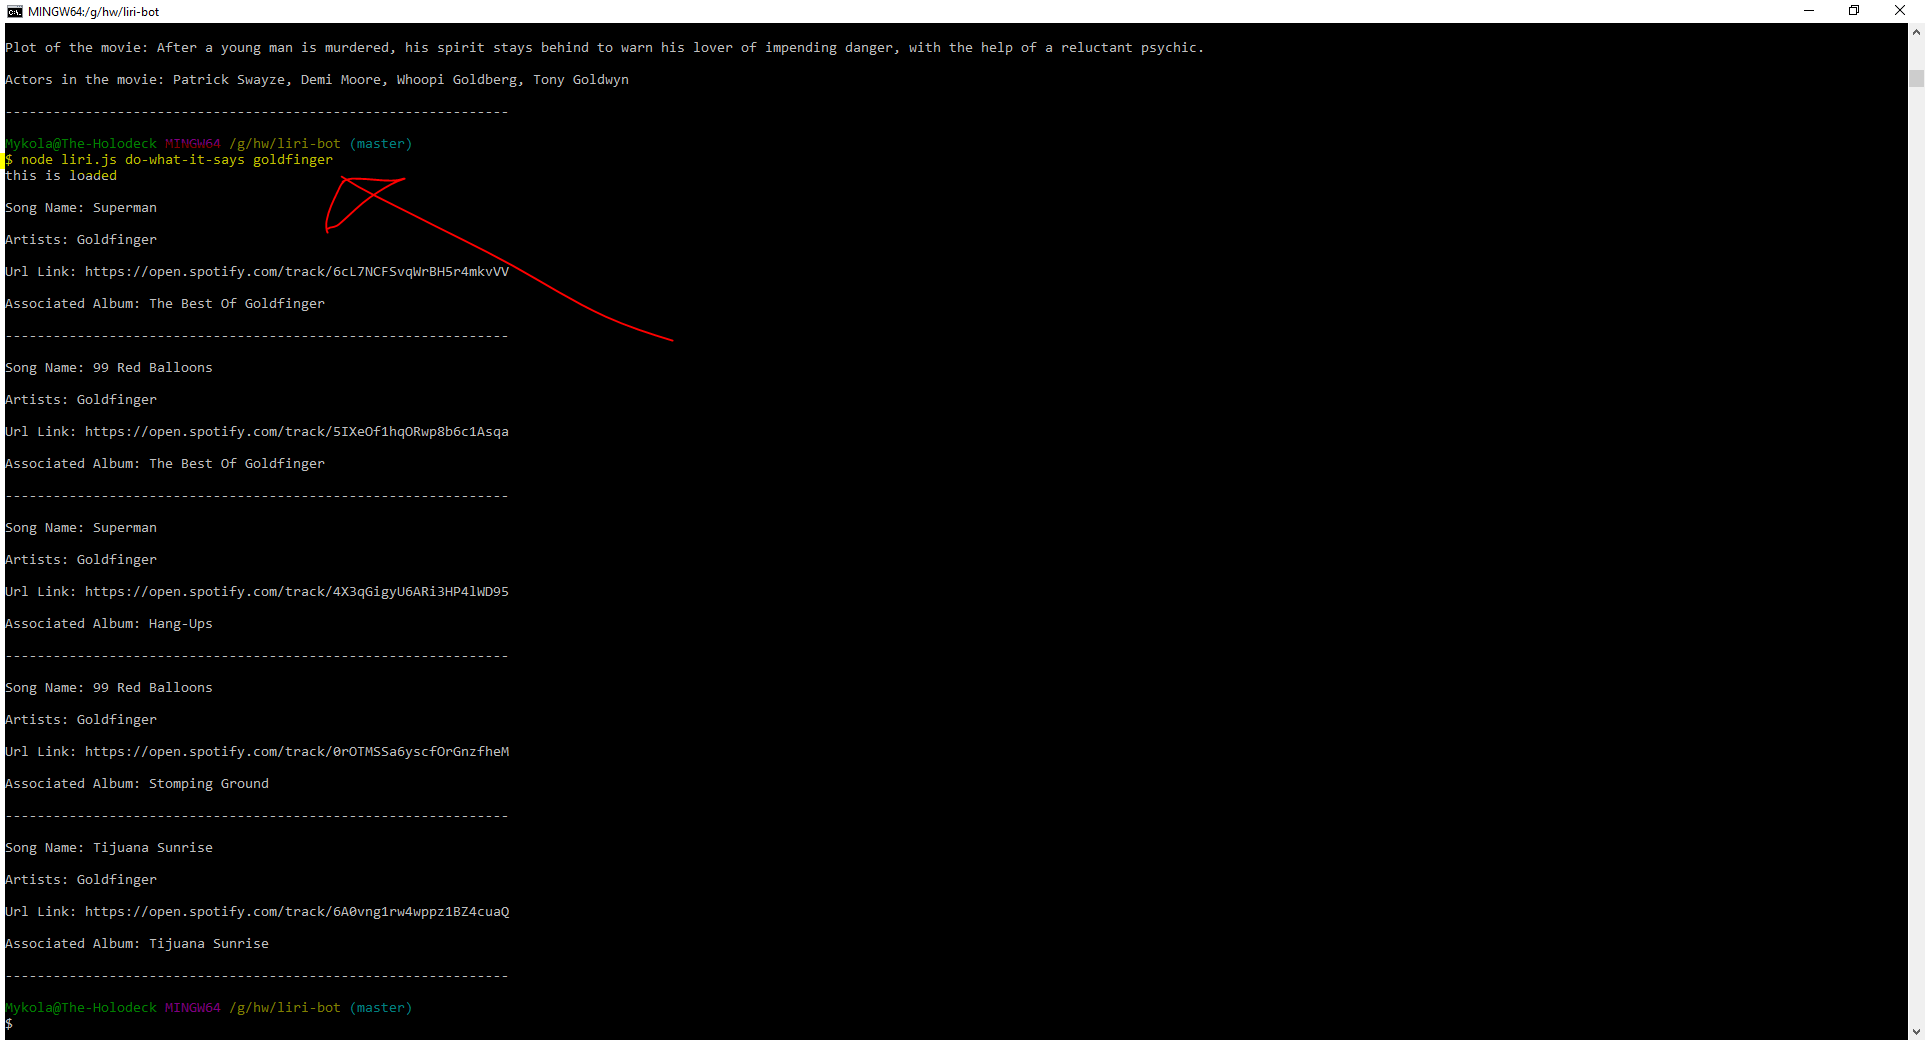 MINGW64:/g/hw/liri-bot
Plot of the movie: After a young man is murdered, his spirit stays behind to warn his lover of impending danger, with the help of a reluctant psychic.
Actors in the movie: Patrick Swayze, Demi Moore, Whoopi Goldberg, Tony Goldwyn
---------------------------------------------------------------
Mykola@The-Holodeck MINGW64 /g/hw/liri-bot (master)
$ node liri.js do-what-it-says goldfinger
this is loaded
Song Name: Superman
Artists: Goldfinger
Url Link: https://open.spotify.com/track/6cL7NCFSvqWrBH5r4mkvVV
Associated Album: The Best Of Goldfinger
---------------------------------------------------------------
Song Name: 99 Red Balloons
Artists: Goldfinger
Url Link: https://open.spotify.com/track/5IXeOf1hqORwp8b6c1Asqa
Associated Album: The Best Of Goldfinger
---------------------------------------------------------------
Song Name: Superman
Artists: Goldfinger
Url Link: https://open.spotify.com/track/4X3qGigyU6ARi3HP4lWD95
Associated Album: Hang-Ups
---------------------------------------------------------------
Song Name: 99 Red Balloons
Artists: Goldfinger
Url Link: https://open.spotify.com/track/0rOTMSSa6yscfOrGnzfheM
Associated Album: Stomping Ground
---------------------------------------------------------------
Song Name: Tijuana Sunrise
Artists: Goldfinger
Url Link: https://open.spotify.com/track/6A0vng1rw4wppz1BZ4cuaQ
Associated Album: Tijuana Sunrise
---------------------------------------------------------------
Mykola@The-Holodeck MINGW64 /g/hw/liri-bot (master)
$